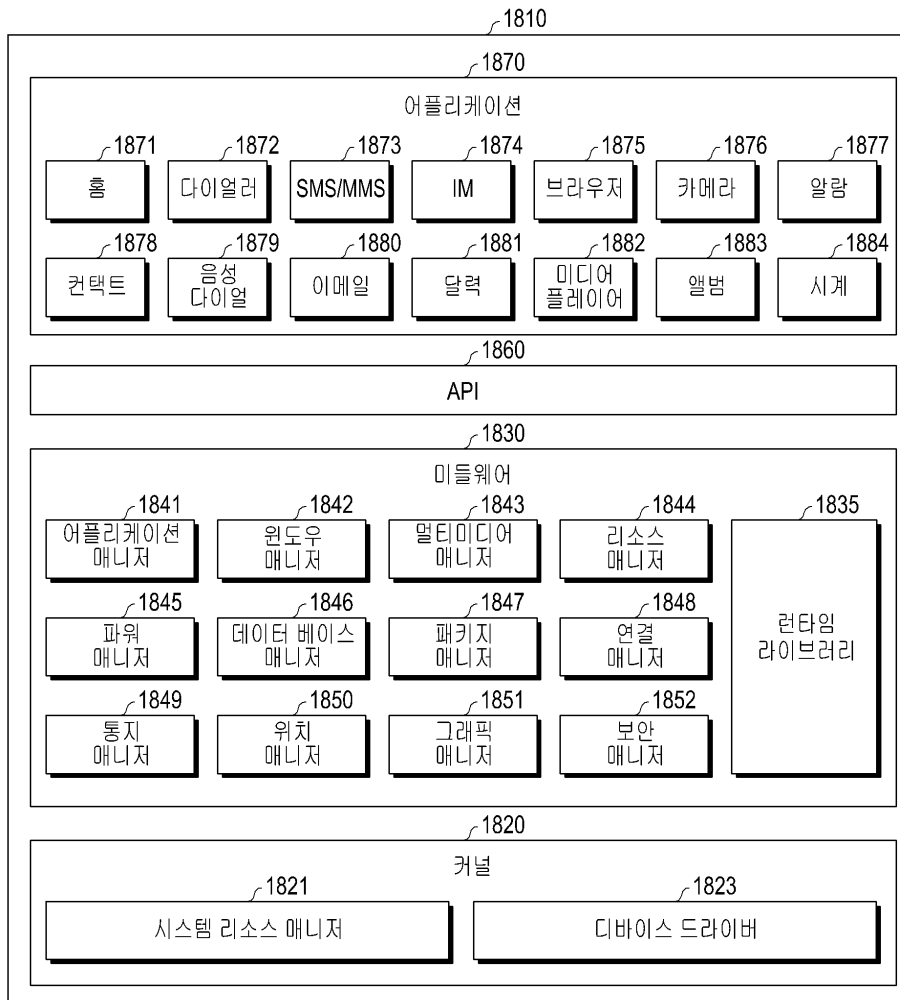 1810
1870
어플리케이션
1871 1872 1873 1874 1875 1876 1877
홈 다이얼러 SMS/MMS IM 브라우저 카메라 알람
1878 1879 1880 1881 1882 1883 1884
컨택트 음성 다이얼 이메일 달력 미디어 플레이어 앨범 시계
1860
API
1830
미들웨어
1841 1842 1843 1844 1835
어플리케이션 매니저 윈도우 매니저 멀티미디어 매니저 리소스 매니저
1845 1846 1847 1848
파워 매니저 데이터 베이스 매니저 패키지 매니저 연결 매니저
런타임 라이브러리
1849 1850 1851 1852
통지 매니저 위치 매니저 그래픽 매니저 보안 매니저
1820
커널
1821 1823
시스템 리소스 매니저 디바이스 드라이버